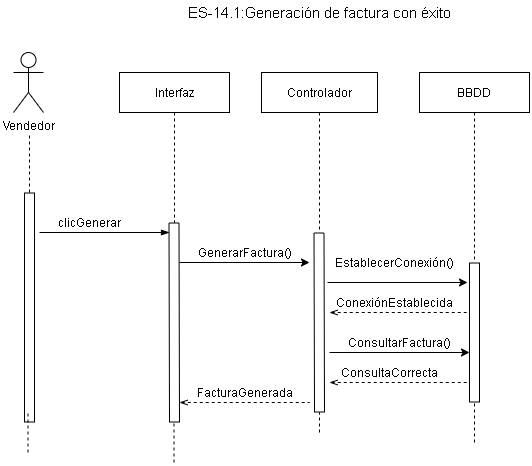 ES-14.1:Generación de factura con éxito
Vendedor
Interfaz
Controlador
BBDD
clicGenerar
GenerarFactura()
EstablecerConexión()
ConexiónEstablecida
ConsultarFactura()
ConsultaCorrecta
FacturaGenerada